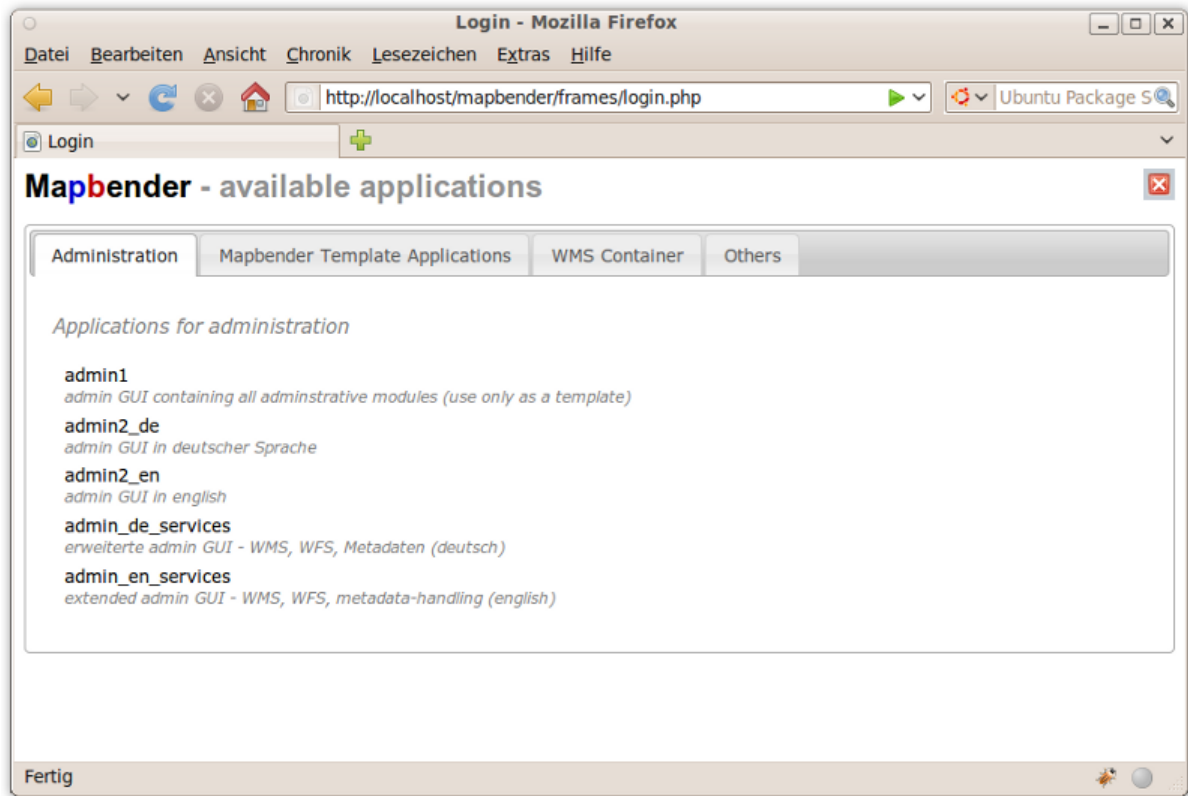 Login - Mozilla Firefox
Datei Bearbeiten Ansicht Chronik Lesezeichen Extras Hilfe
http://localhost/mapbender/frames/login.php Ubuntu Package S
Login
Mapbender - available applications
Administration Mapbender Template Applications WMS Container Others
Applications for administration
admin1
admin GUI containing all adminstrative modules (use only as a template)
admin2_de
admin GUI in deutscher Sprache
admin2_en
admin GUI in english
admin_de_services
erweiterte admin GUI - WMS, WFS, Metadaten (deutsch)
admin_en_services
extended admin GUI - WMS, WFS, metadata-handling (english)
Fertig